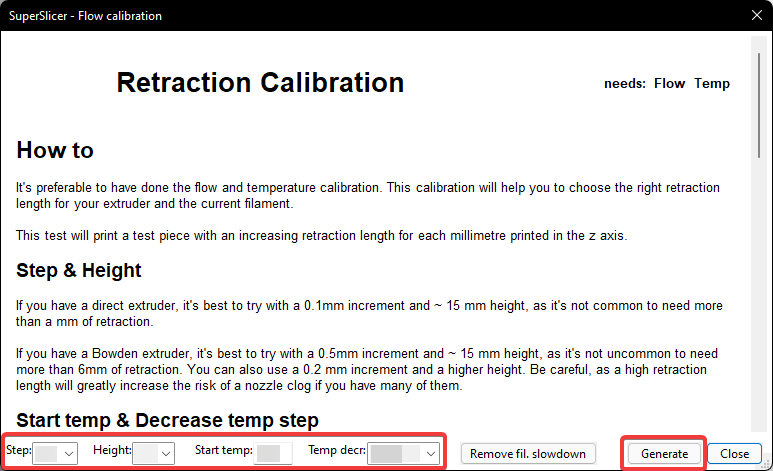 SuperSlicer - Flow calibration
Retraction Calibration
needs: Flow Temp
How to
It's preferable to have done the flow and temperature calibration. This calibration will help you to choose the right retraction
length for your extruder and the current filament.
This test will print a test piece with an increasing retraction length for each millimetre printed in the z axis.
Step & Height
If you have a direct extruder, it's best to try with a 0.1mm increment and ~ 15 mm height, as it's not common to need more
than a mm of retraction.
If you have a Bowden extruder, it's best to try with a 0.5mm increment and ~ 15 mm height, as it's not uncommon to need
more than 6mm of retraction. You can also use a 0.2 mm increment and a higher height. Be careful, as a high retraction
length will greatly increase the risk of a nozzle clog if you have many of them.
Start temp & Decrease temp step
Step: Height: Start temp: Temp decr: Remove fil. slowdown Generate Close